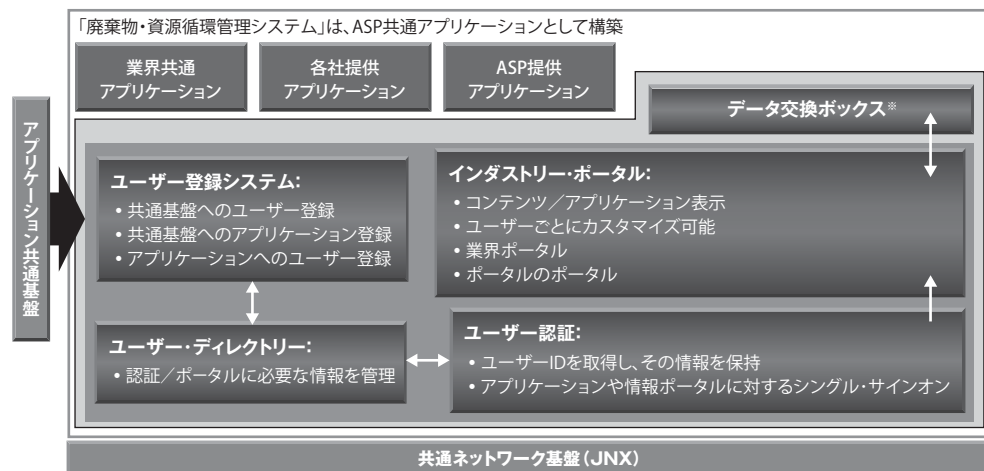 「廃棄物・資源循環管理システム」は、ASP共通アプリケーションとして構築
業界共通
アプリケーション
各社提供
アプリケーション
ASP提供
アプリケーション
データ交換ボックス※
アプリケーション共通基盤
ユーザー登録システム:
• 共通基盤へのユーザー登録
• 共通基盤へのアプリケーション登録
• アプリケーションへのユーザー登録
インダストリー・ポータル:
• コンテンツ／アプリケーション表示
• ユーザーごとにカスタマイズ可能
• 業界ポータル
• ポータルのポータル
ユーザー・ディレクトリー:
• 認証／ポータルに必要な情報を管理
ユーザー認証:
• ユーザーIDを取得し、その情報を保持
• アプリケーションや情報ポータルに対するシングル・サインオン
共通ネットワーク基盤（JNX）